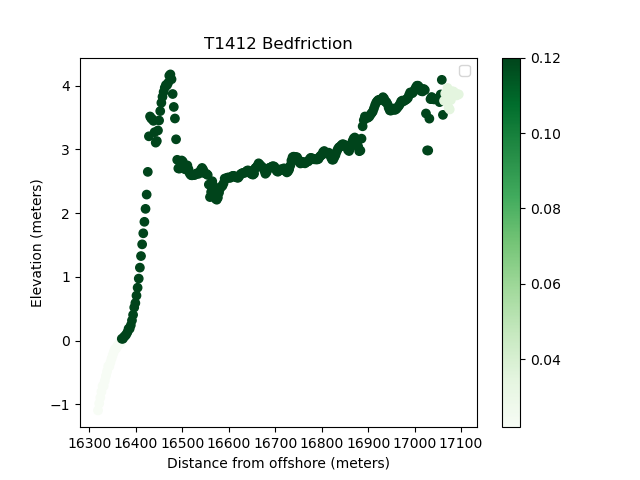 T1412 Bedfriction
4
3
2
1
0
−1
Elevation (meters)
16300 16400 16500 16600 16700 16800 16900 17000 17100
Distance from offshore (meters)
0.12
0.10
0.08
0.06
0.04